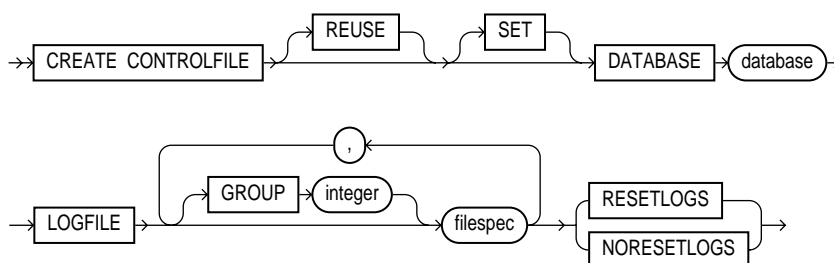 REUSE SET
CREATE CONTROLFILE DATABASE database
,
GROUP integer
LOGFILE filespec
RESETLOGS
NORESETLOGS